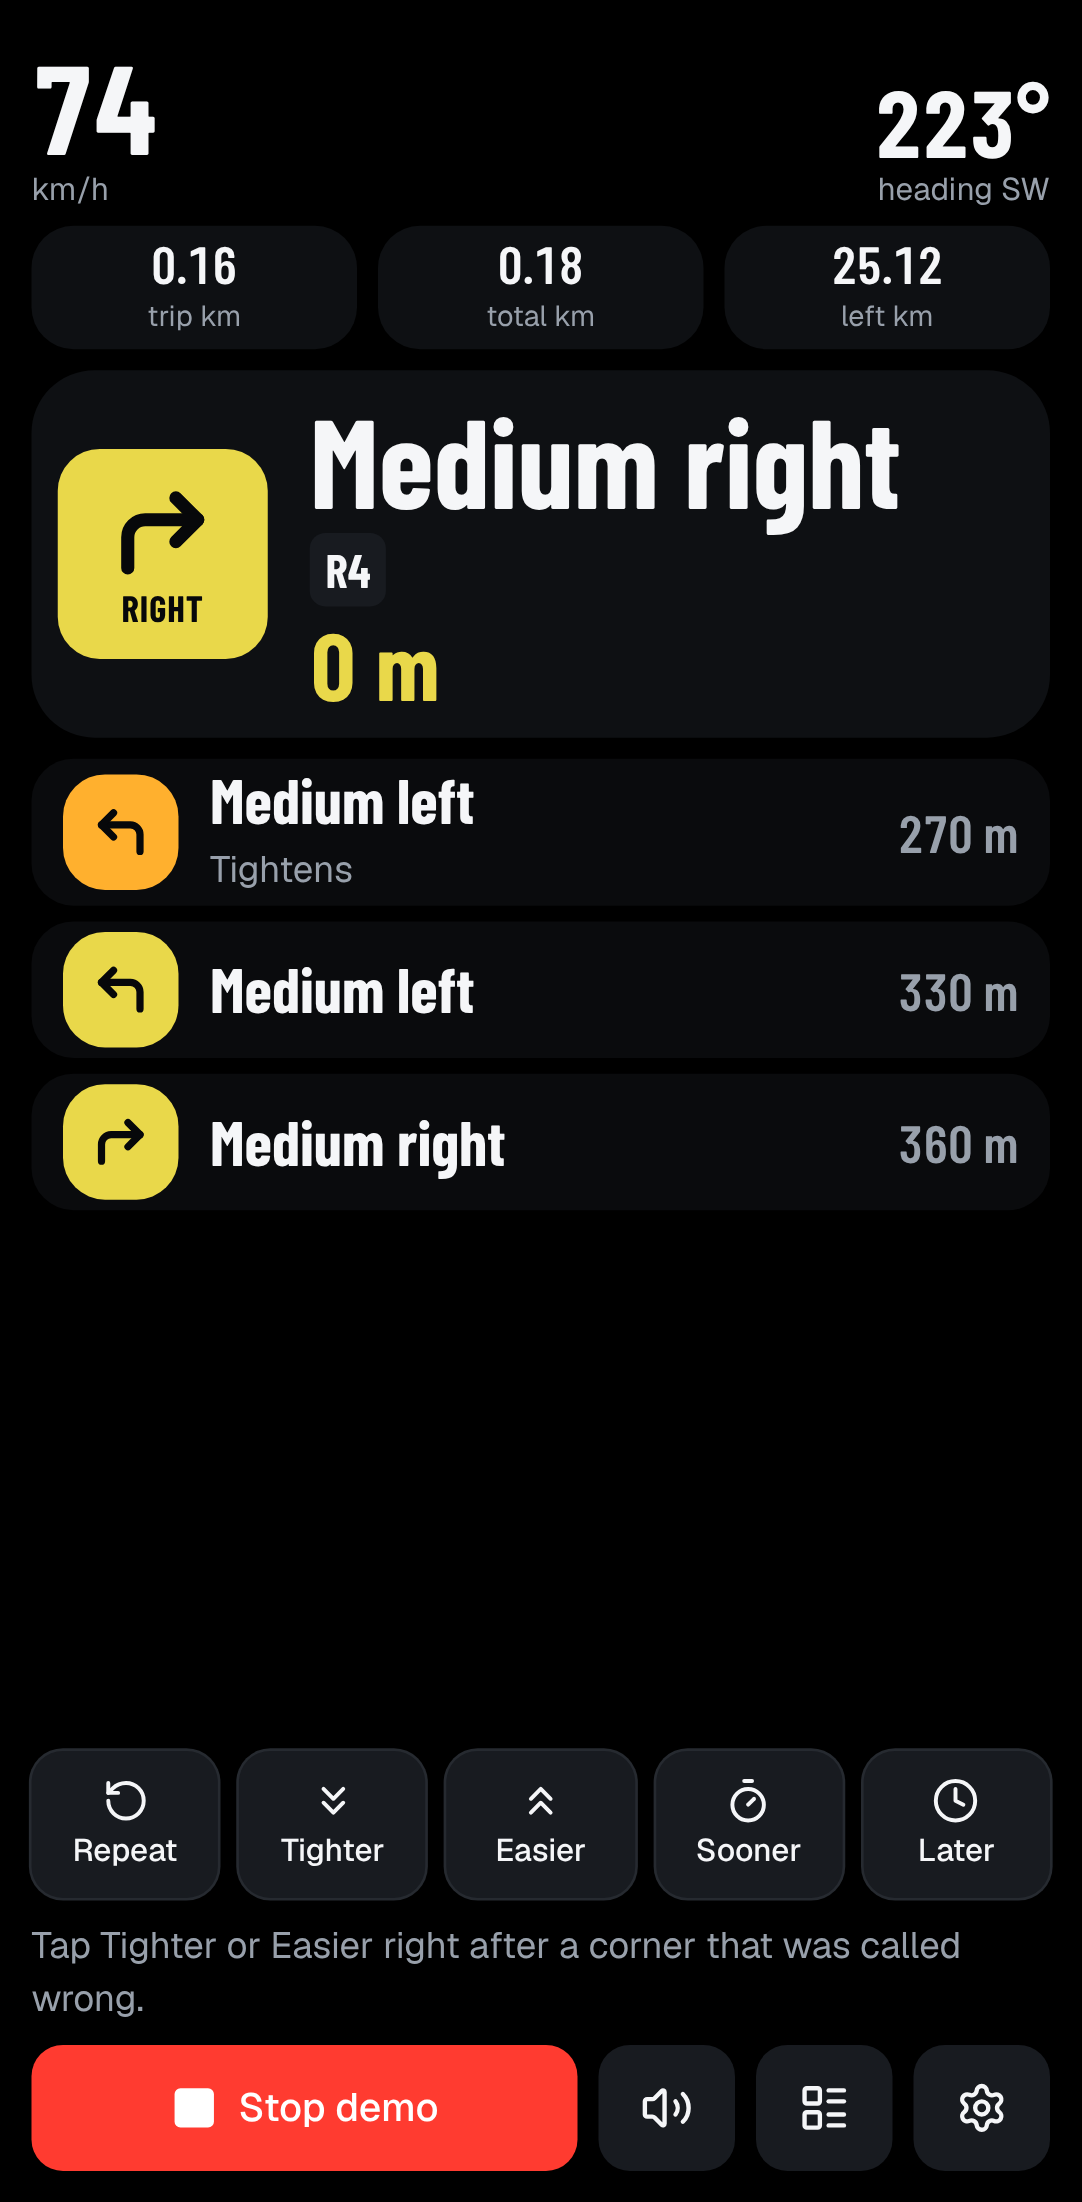 74
km/h
223°
heading SW
0.16
trip km
0.18
total km
25.12
left km
Medium right
RIGHT
R4
0 m
Medium left
Tightens
270 m
Medium left
330 m
Medium right
360 m
Repeat
Tighter
Easier
Sooner
Later
Tap Tighter or Easier right after a corner that was called
wrong.
Stop demo